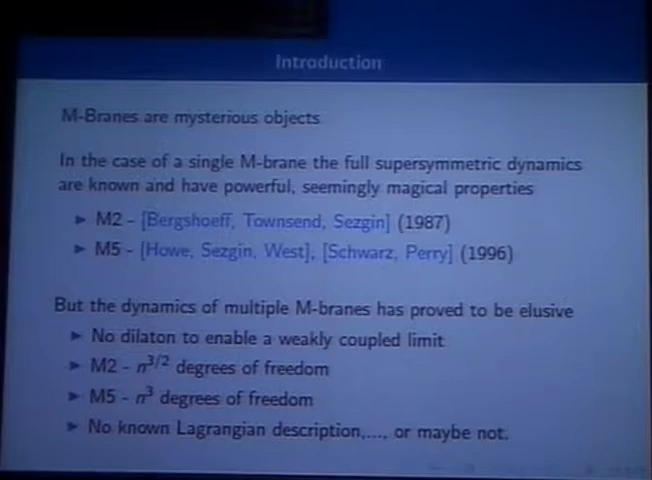 Introduction
M-Branes are mysterious objects
In the case of a single M-brane the full supersymmetric dynamics
are known and have powerful, seemingly magical properties
► M2 - [Bergshoeff, Townsend, Sezgin] (1987)
► M5 - [Howe, Sezgin, West], [Schwarz, Perry] (1996)
But the dynamics of multiple M-branes has proved to be elusive
► No dilaton to enable a weakly coupled limit
► M2 - n^{3/2} degrees of freedom
► M5 - n^3 degrees of freedom
► No known Lagrangian description,..., or maybe not.